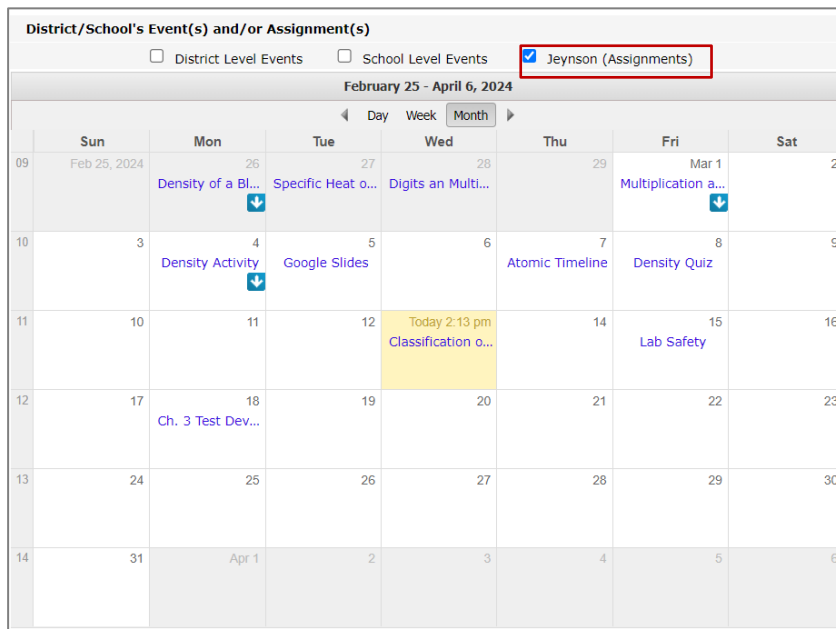 District/School's Event(s) and/or Assignment(s)
District Level Events School Level Events Jeynson (Assignments)
February 25 - April 6, 2024
Day Week Month
Sun Mon Tue Wed Thu Fri Sat
09 Feb 25, 2024 26 27 28 29 Mar 1 2
Density of a Bl... Specific Heat o... Digits an Multi... Multiplication a...
10 3 4 5 6 7 8 9
Density Activity Google Slides Atomic Timeline Density Quiz
11 10 11 12 Today 2:13 pm 14 15 16
Classification o... Lab Safety
12 17 18 19 20 21 22 23
Ch. 3 Test Dev...
13 24 25 26 27 28 29 30
14 31 Apr 1 2 3 4 5 6